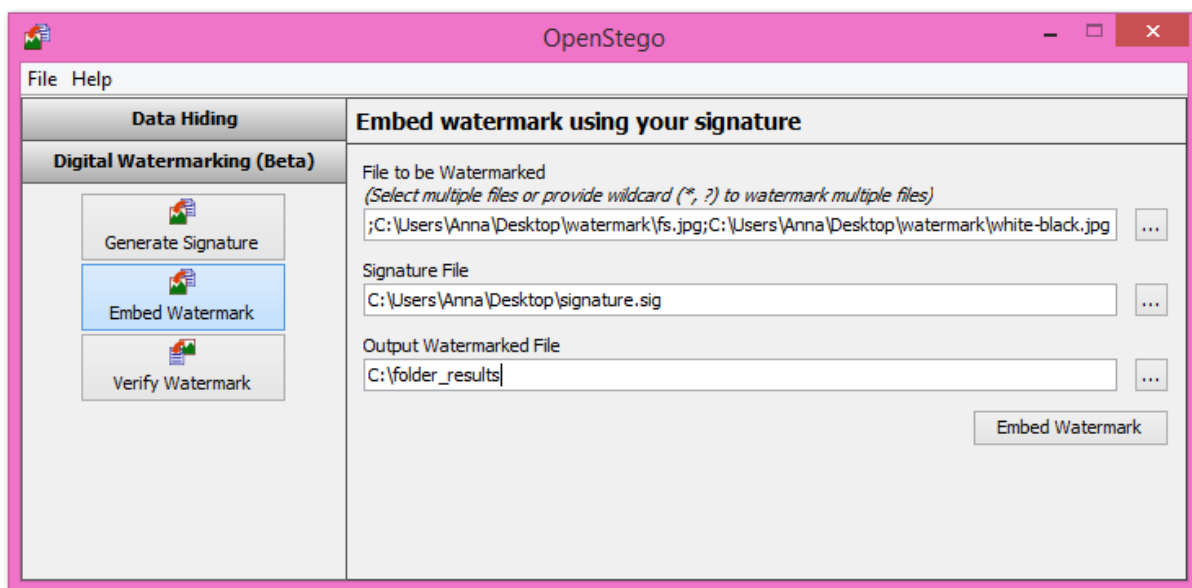 OpenStego
File Help
Data Hiding
Digital Watermarking (Beta)
Generate Signature
Embed Watermark
Verify Watermark
Embed watermark using your signature
File to be Watermarked
(Select multiple files or provide wildcard (*, ?) to watermark multiple files)
;C:\Users\Anna\Desktop\watermark\fs.jpg;C:\Users\Anna\Desktop\watermark\white-black.jpg
...
Signature File
C:\Users\Anna\Desktop\signature.sig
...
Output Watermarked File
C:\folder_results
...
Embed Watermark